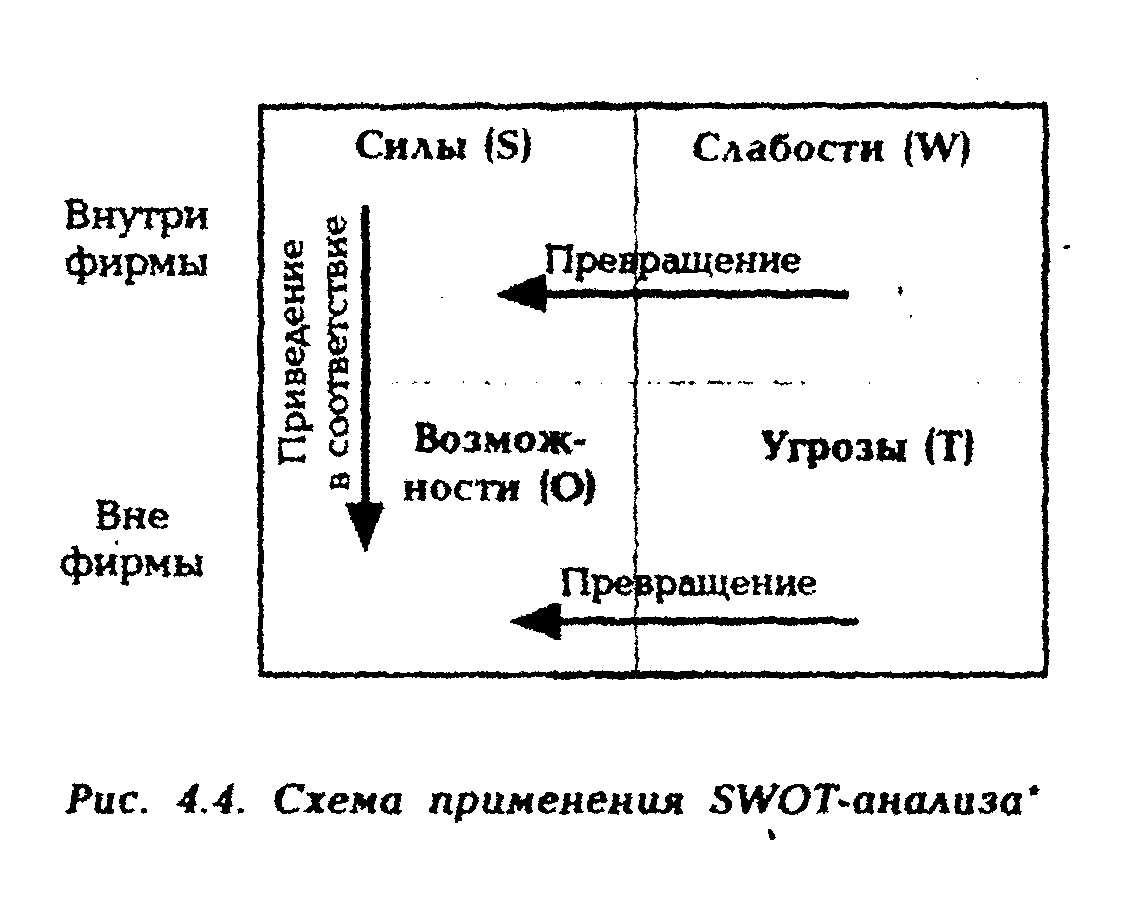 Силы (S)
Слабости (W)
Внутри
фирмы
Приведение
в соответствие
Превращение
Возмож-
ности (О)
Угрозы (Т)
Вне
фирмы
Превращение
Рис. 4.4. Схема применения SWOT-анализа*